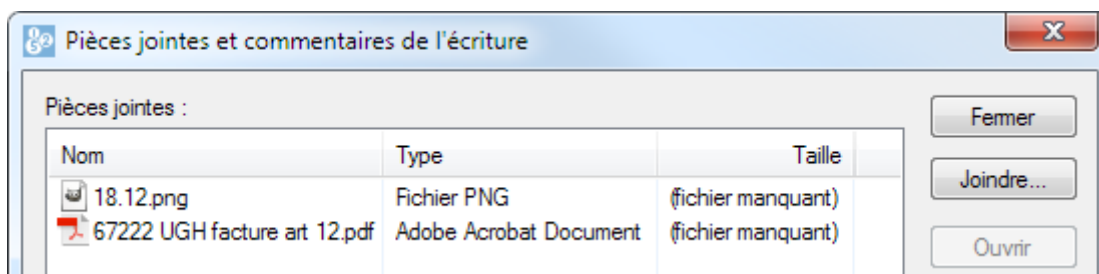 Pièces jointes et commentaires de l'écriture
Pièces jointes :
Fermer
Nom Type Taille
Joindre...
18.12.png Fichier PNG (fichier manquant)
67222 UGH facture art 12.pdf Adobe Acrobat Document (fichier manquant)
Ouvrir